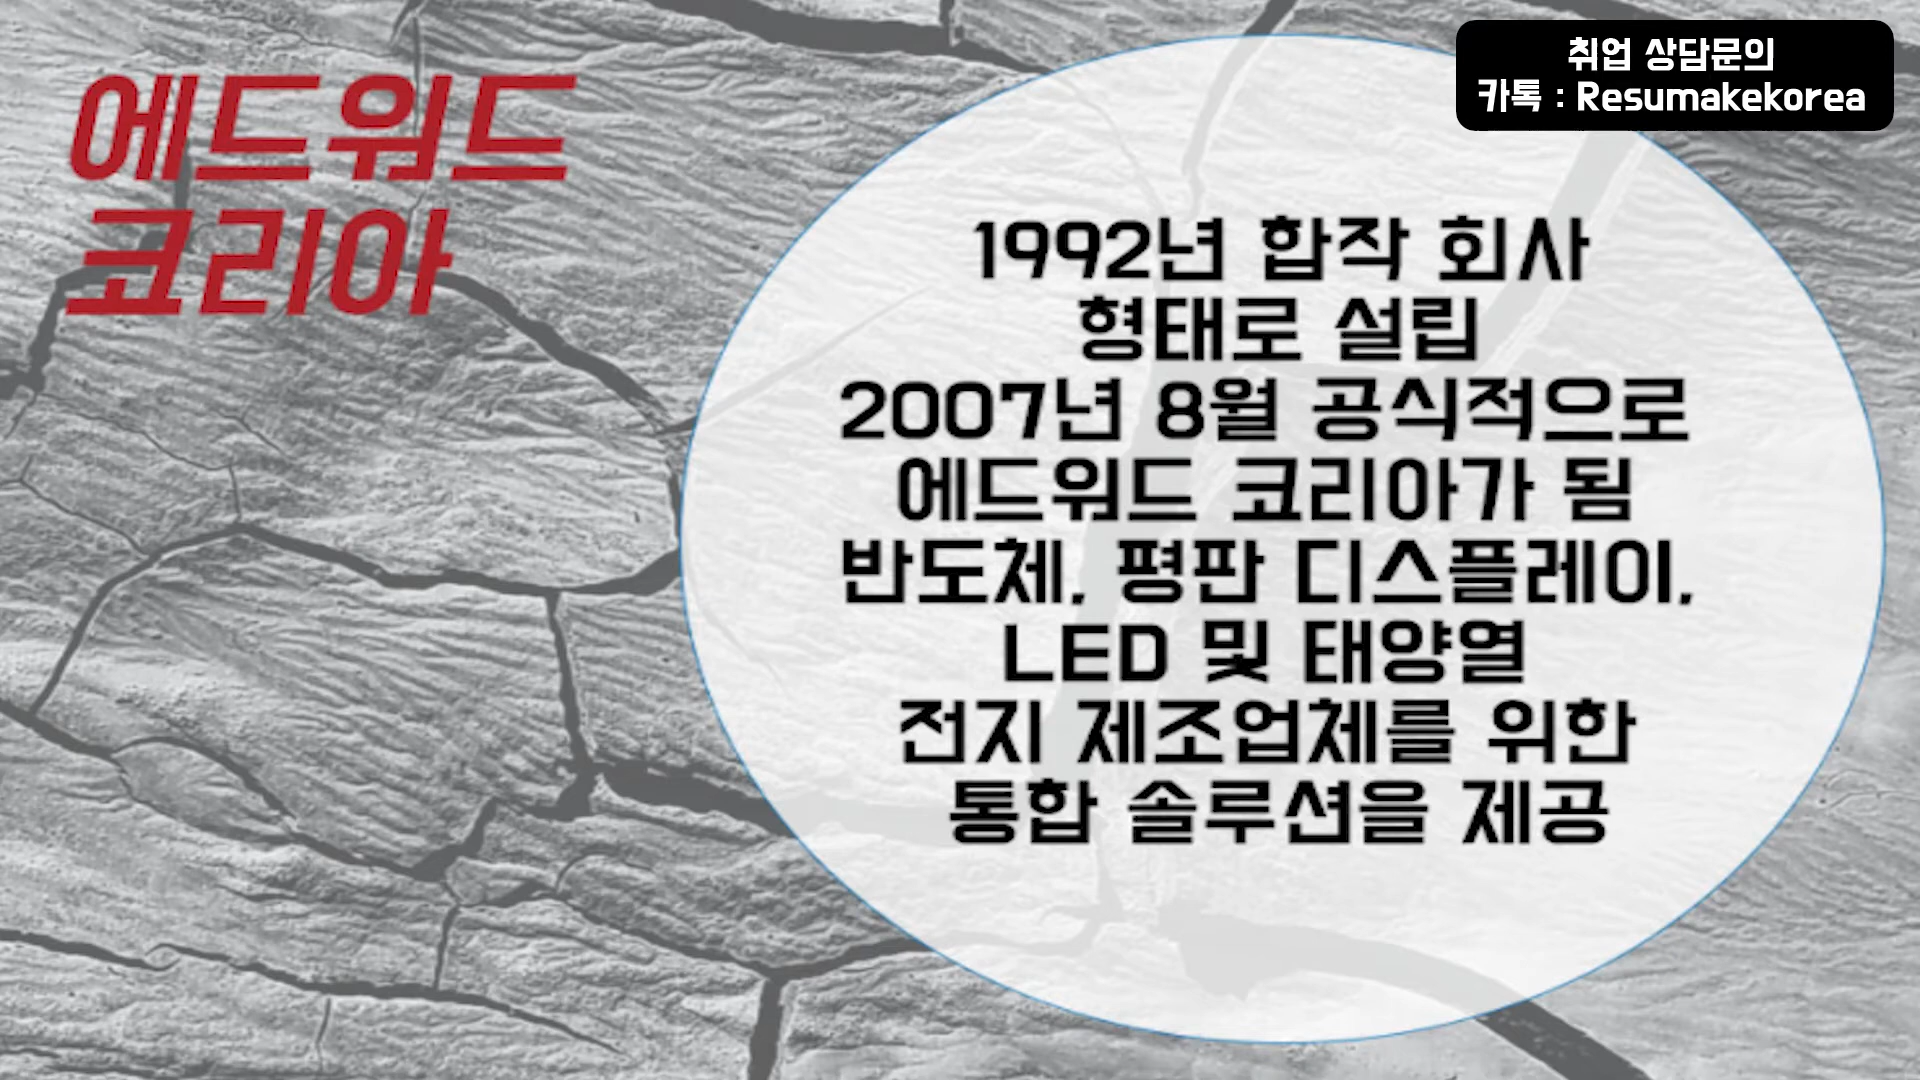 에드워드
코리아
취업 상담문의
카톡 : Resumakekorea
1992년 합작 회사
형태로 설립
2007년 8월 공식적으로
에드워드 코리아가 됨
반도체, 평판 디스플레이,
LED 및 태양열
전지 제조업체를 위한
통합 솔루션을 제공